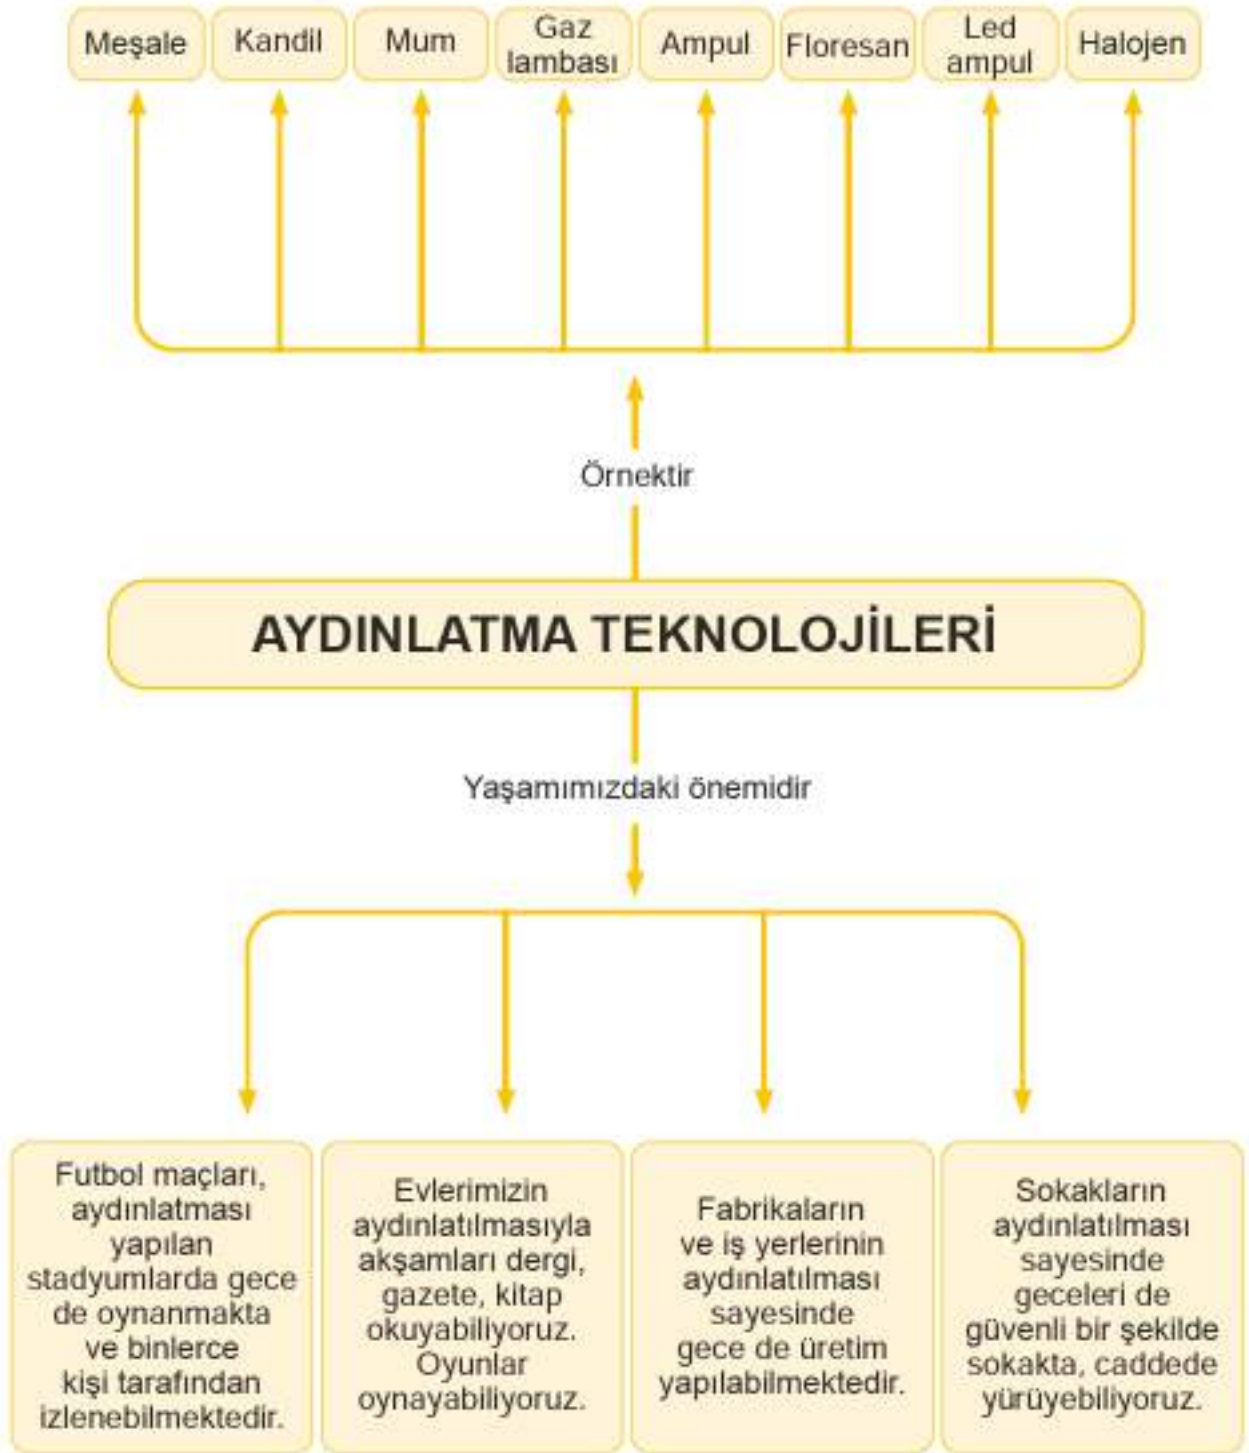 Meşale
Kandil
Mum
Gaz
lambası
Ampul
Floresan
Led
ampul
Halojen
Örnektir
AYDINLATMA TEKNOLOJİLERİ
Yaşamımızdaki önemidir
Futbol maçları,
aydınlatması
yapılan
stadyumlarda gece
de oynanmakta
ve binlerce
kişi tarafından
izlenebilmektedir.
Evlerimizin
aydınlatılmasıyla
akşamları dergi,
gazete, kitap
okuyabiliyoruz.
Oyunlar
oynayabiliyoruz.
Fabrikaların
ve iş yerlerinin
aydınlatılması
sayesinde
gece de üretim
yapılabilmektedir.
Sokakların
aydınlatılması
sayesinde
geceleri de
güvenli bir şekilde
sokakta, caddede
yürüyebiliyoruz.